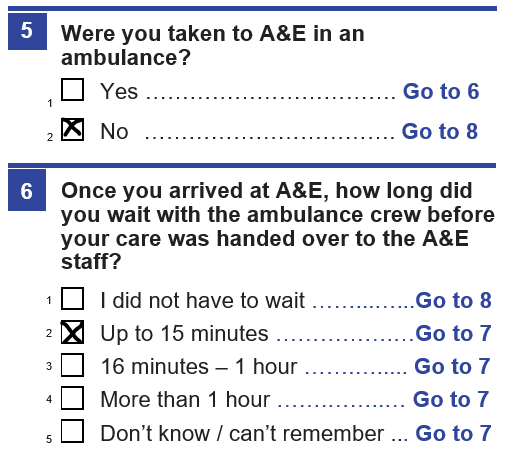 5 Were you taken to A&E in an
ambulance?
1 Yes .................................. Go to 6
2 No .................................. Go to 8
6 Once you arrived at A&E, how long did
you wait with the ambulance crew before
your care was handed over to the A&E
staff?
1 I did not have to wait ..............Go to 8
2 Up to 15 minutes ...................Go to 7
3 16 minutes – 1 hour .............. Go to 7
4 More than 1 hour .................. Go to 7
5 Don’t know / can’t remember ... Go to 7